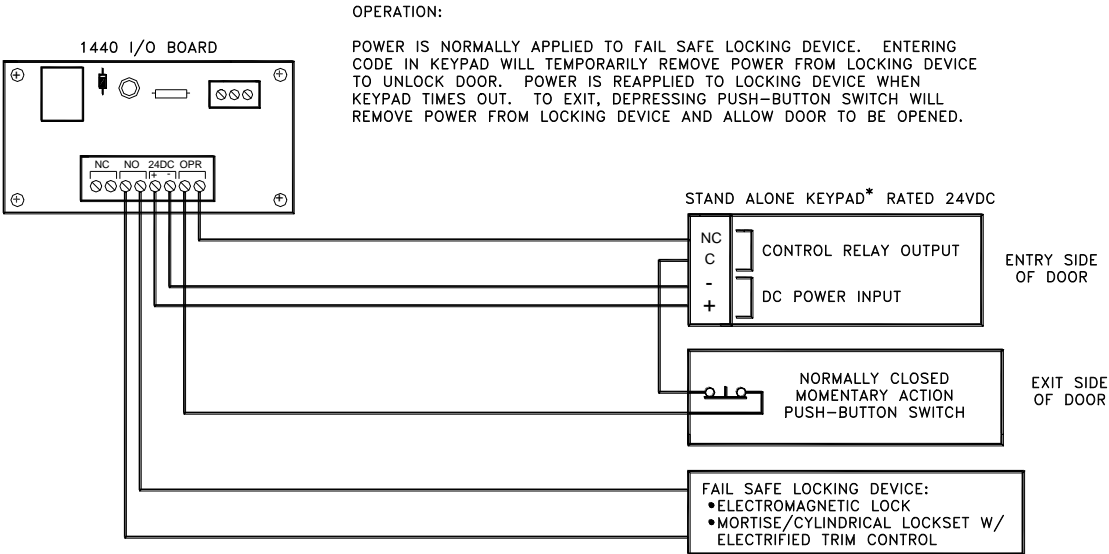 OPERATION:
1440 I/O BOARD
POWER IS NORMALLY APPLIED TO FAIL SAFE LOCKING DEVICE. ENTERING
CODE IN KEYPAD WILL TEMPORARILY REMOVE POWER FROM LOCKING DEVICE
TO UNLOCK DOOR. POWER IS REAPPLIED TO LOCKING DEVICE WHEN
KEYPAD TIMES OUT. TO EXIT, DEPRESSING PUSH-BUTTON SWITCH WILL
REMOVE POWER FROM LOCKING DEVICE AND ALLOW DOOR TO BE OPENED.
NC NO 24DC OPR
+ -
STAND ALONE KEYPAD* RATED 24VDC
NC
C
-
+
CONTROL RELAY OUTPUT
DC POWER INPUT
ENTRY SIDE
OF DOOR
NORMALLY CLOSED
MOMENTARY ACTION
PUSH-BUTTON SWITCH
EXIT SIDE
OF DOOR
FAIL SAFE LOCKING DEVICE:
•ELECTROMAGNETIC LOCK
•MORTISE/CYLINDRICAL LOCKSET W/
ELECTRIFIED TRIM CONTROL